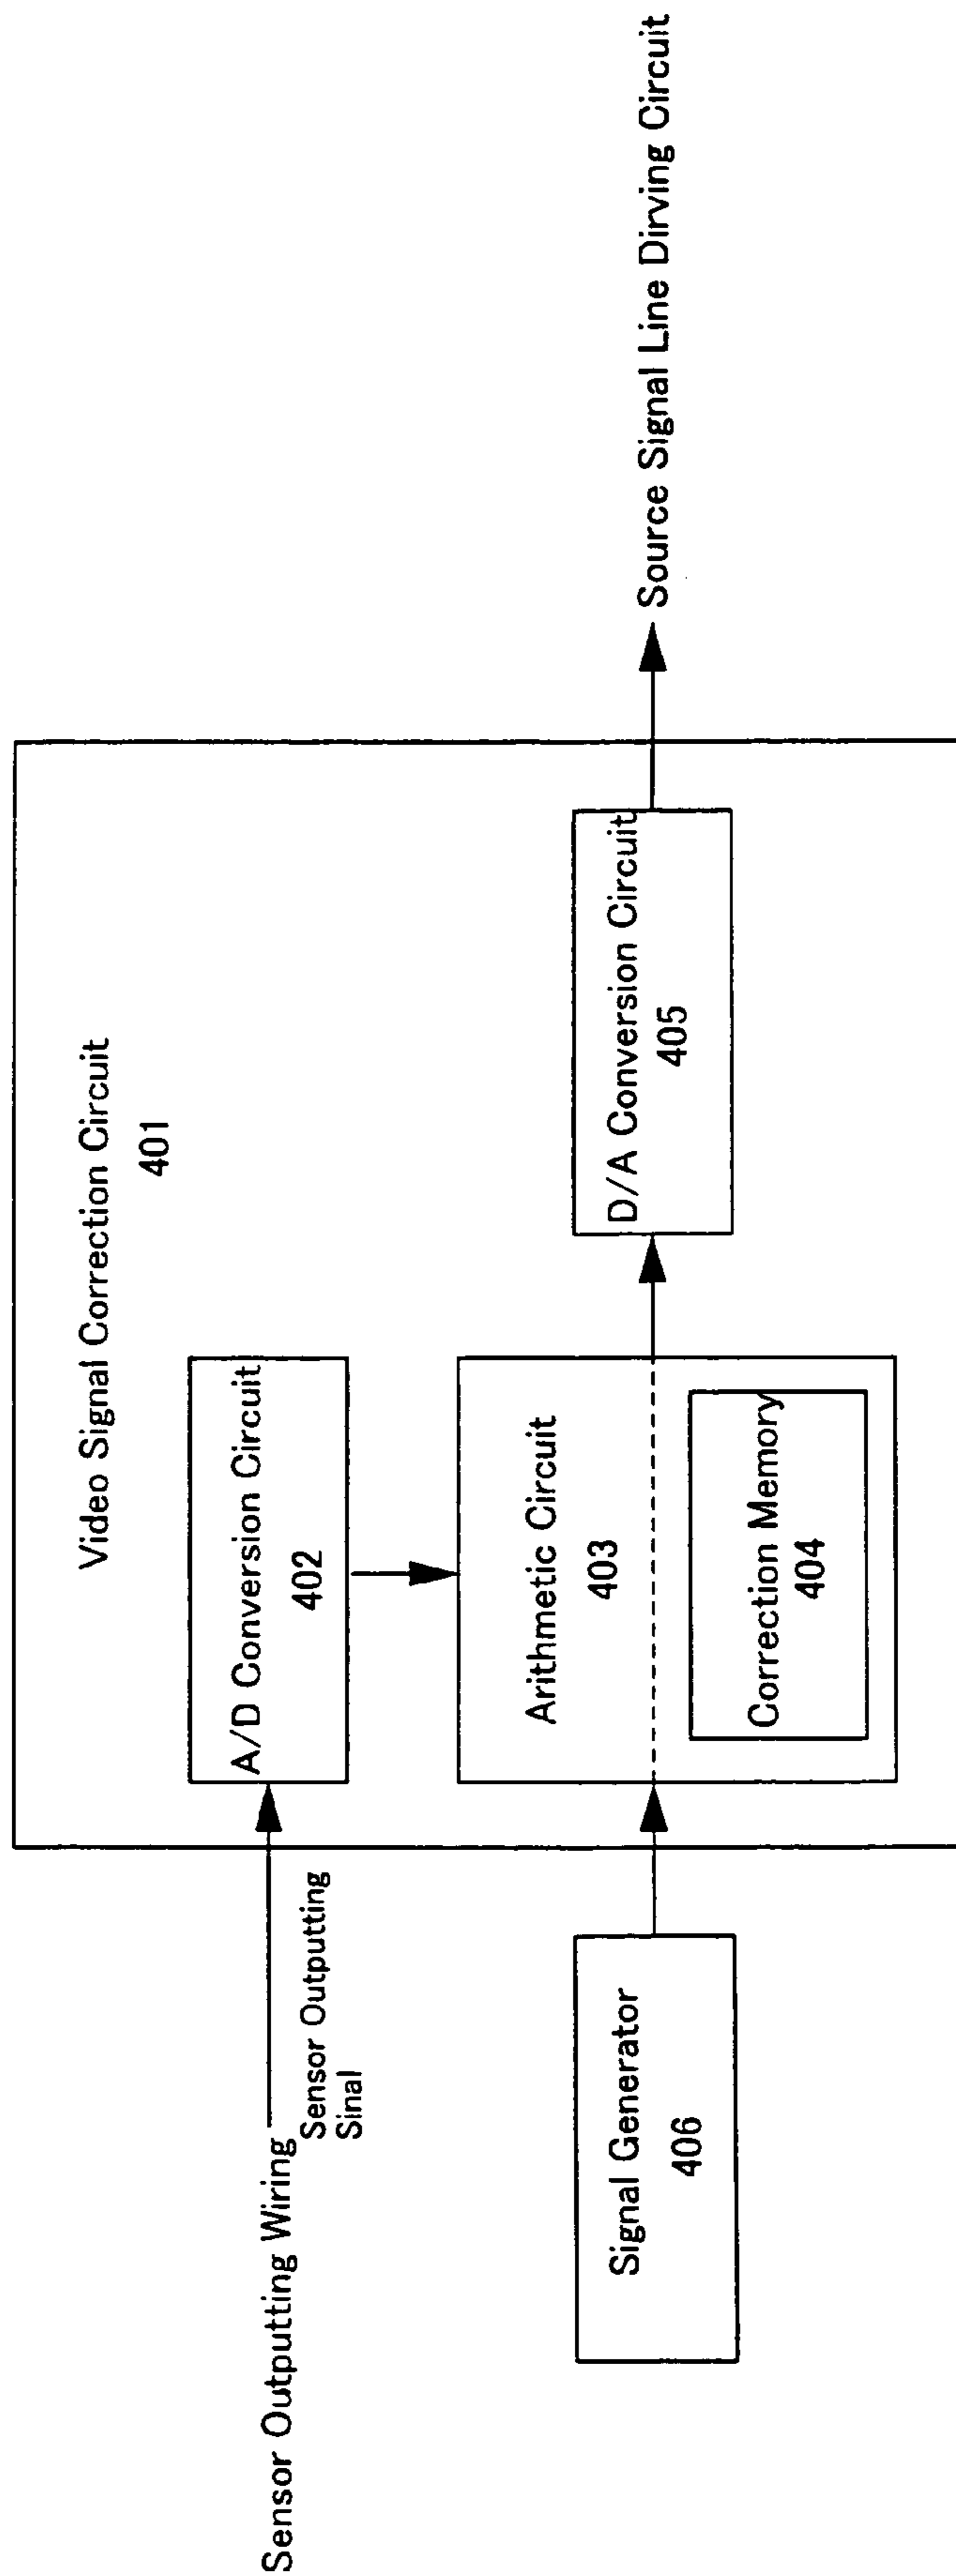 Video Signal Correction Circuit
401
Sensor Outputting Wiring
Sensor Outputting
Sinal
A/D Conversion Circuit
402
Signal Generator
406
Arithmetic Circuit
403
Correction Memory
404
D/A Conversion Circuit
405
Source Signal Line Dirving Circuit